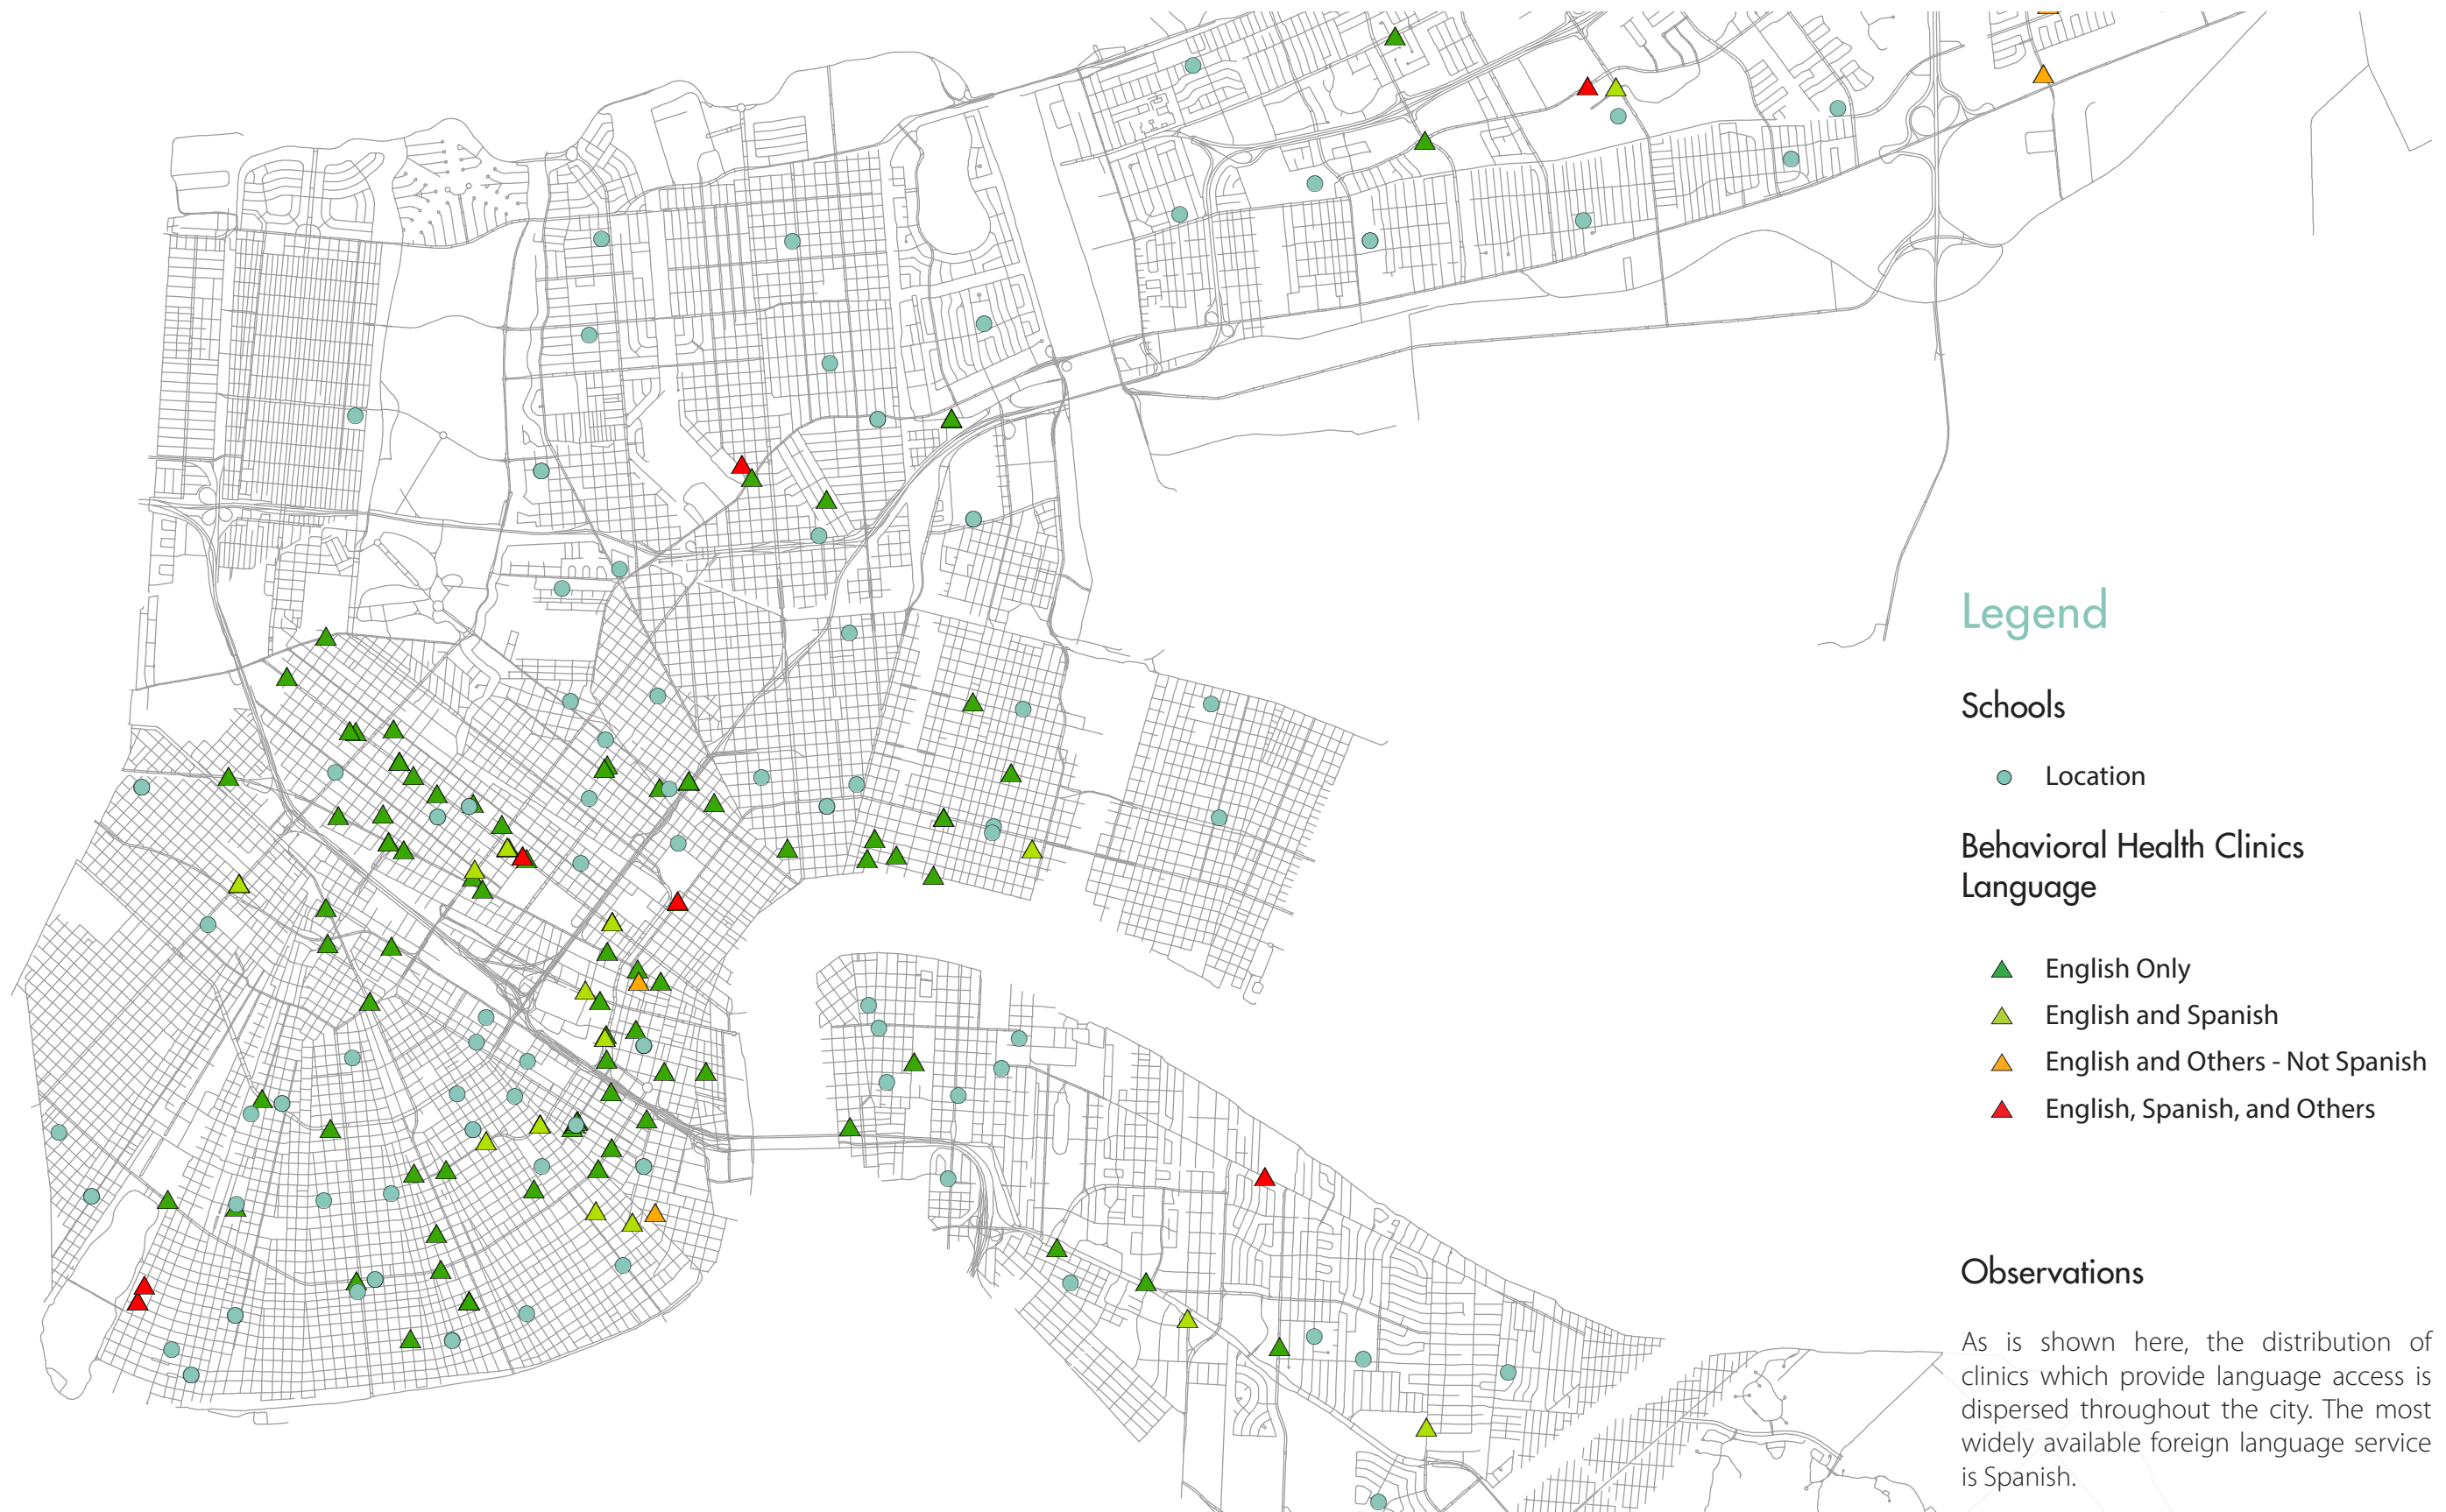 Legend
Schools
Location
Behavioral Health Clinics
Language
English Only
English and Spanish
English and Others - Not Spanish
English, Spanish, and Others
Observations
As is shown here, the distribution of
clinics which provide language access is
dispersed throughout the city. The most
widely available foreign language service
is Spanish.